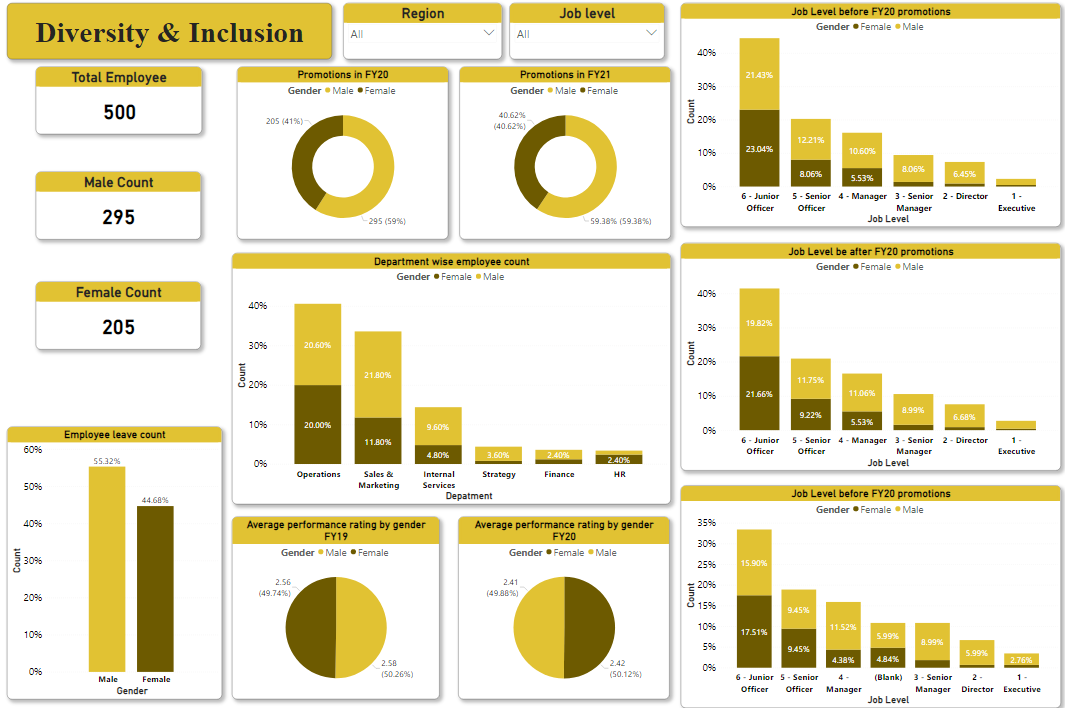 Diversity & Inclusion
Region
All
Job level
All
Total Employee
500
Male Count
295
Female Count
205
Promotions in FY20
Gender Male Female
205 (41%)
295 (59%)
Promotions in FY21
Gender Male Female
40.62%
(40.62%)
59.38% (59.38%)
Department wise employee count
Gender Female Male
Count
40%
30%
20%
10%
0%
20.60%
20.00%
21.80%
11.80%
9.60%
4.80%
3.60%
2.40%
2.40%
Operations
Sales &
Marketing
Internal
Services
Strategy
Finance
HR
Depatment
Employee leave count
Count
60%
50%
40%
30%
20%
10%
0%
55.32%
44.68%
Male
Female
Gender
Average performance rating by gender
FY19
Gender Male Female
2.56
(49.74%)
2.58
(50.26%)
Average performance rating by gender
FY20
Gender Female Male
2.41
(49.88%)
2.42
(50.12%)
Job Level before FY20 promotions
Gender Female Male
Count
40%
30%
20%
10%
0%
21.43%
23.04%
12.21%
8.06%
10.60%
5.53%
8.06%
6.45%
6 - Junior
Officer
5 - Senior
Officer
4 - Manager
3 - Senior
Manager
2 - Director
1 -
Executive
Job Level
Job Level be after FY20 promotions
Gender Female Male
Count
40%
30%
20%
10%
0%
19.82%
21.66%
11.75%
9.22%
11.06%
5.53%
8.99%
6.68%
6 - Junior
Officer
5 - Senior
Officer
4 - Manager
3 - Senior
Manager
2 - Director
1 -
Executive
Job Level
Job Level before FY20 promotions
Gender Female Male
Count
35%
30%
25%
20%
15%
10%
5%
0%
15.90%
17.51%
9.45%
9.45%
11.52%
4.38%
5.99%
4.84%
8.99%
5.99%
2.76%
6 - Junior
Officer
5 - Senior
Officer
4 -
Manager
(Blank)
3 - Senior
Manager
2 -
Director
1 -
Executive
Job Level